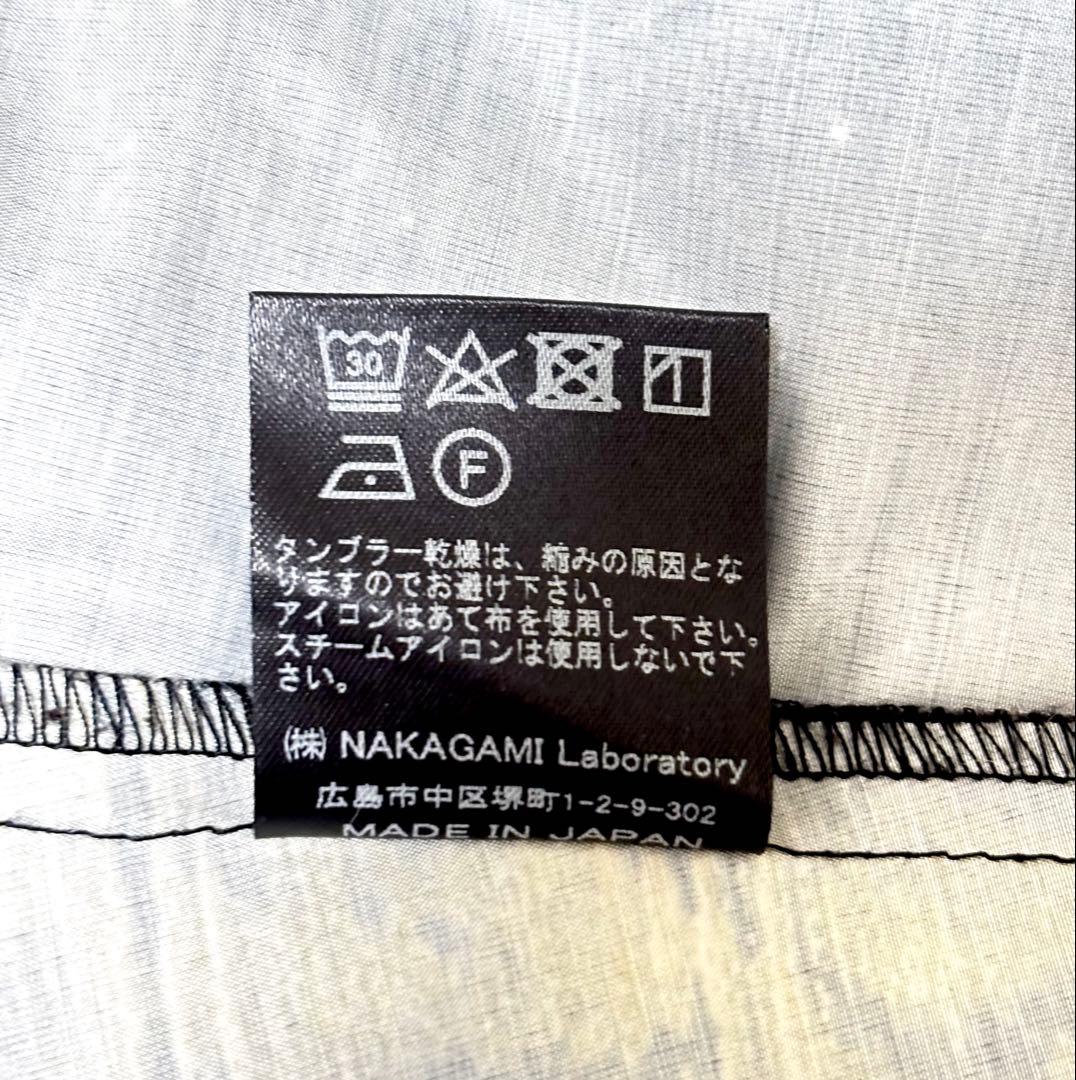 30
F
タンブラー乾燥は、縮みの原因とな
りますのでお避け下さい。
アイロンはあて布を使用して下さい。
スチームアイロンは使用しないで下
さい。
㈱ NAKAGAMI Laboratory
広島市中区堺町1-2-9-302
MADE IN JAPAN